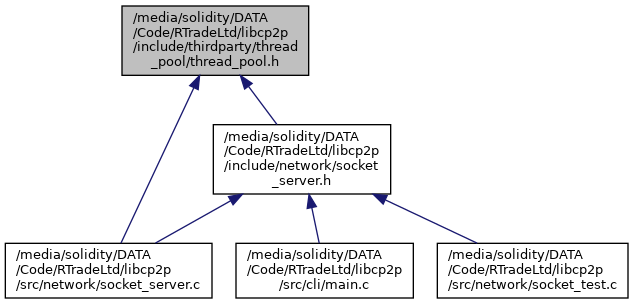 /media/solidity/DATA
/Code/RTradeLtd/libcp2p
/include/thirdparty/thread
_pool/thread_pool.h
/media/solidity/DATA
/Code/RTradeLtd/libcp2p
/include/network/socket
_server.h
/media/solidity/DATA
/Code/RTradeLtd/libcp2p
/src/network/socket_server.c
/media/solidity/DATA
/Code/RTradeLtd/libcp2p
/src/cli/main.c
/media/solidity/DATA
/Code/RTradeLtd/libcp2p
/src/network/socket_test.c